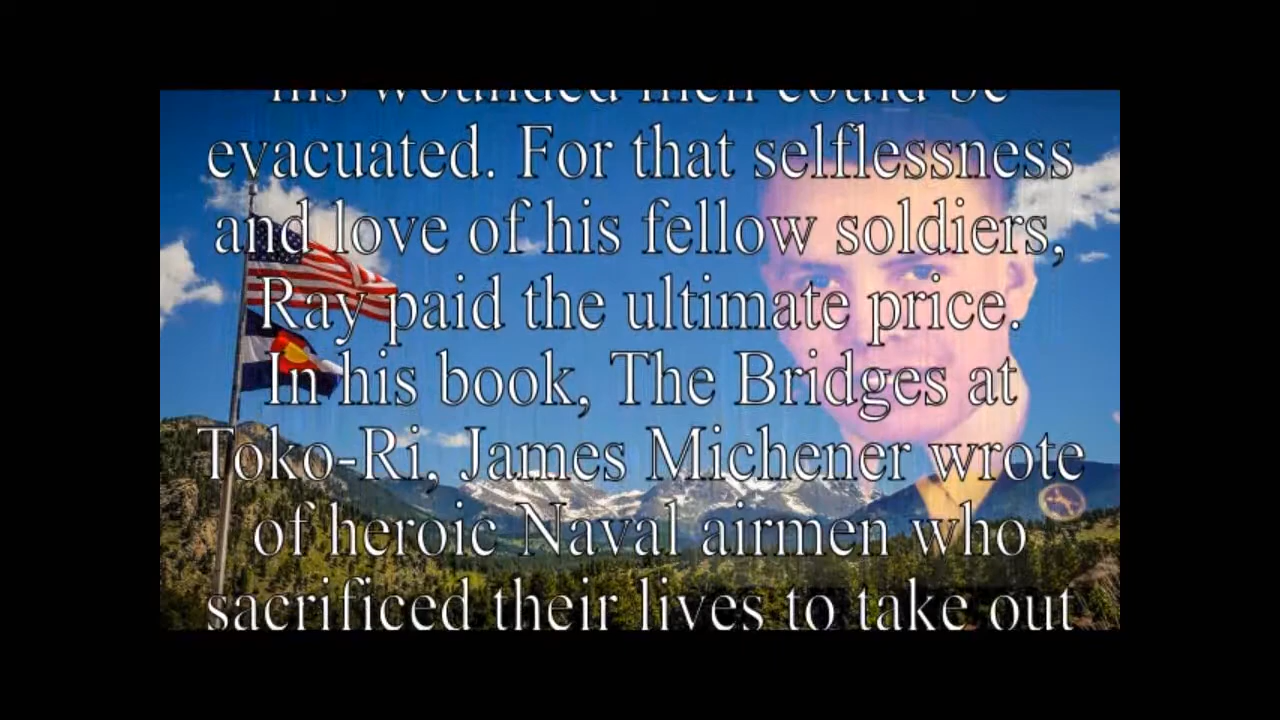 his wounded men could be
evacuated. For that selflessness
and love of his fellow soldiers,
Ray paid the ultimate price.
In his book, The Bridges at
Toko-Ri, James Michener wrote
of heroic Naval airmen who
sacrificed their lives to take out